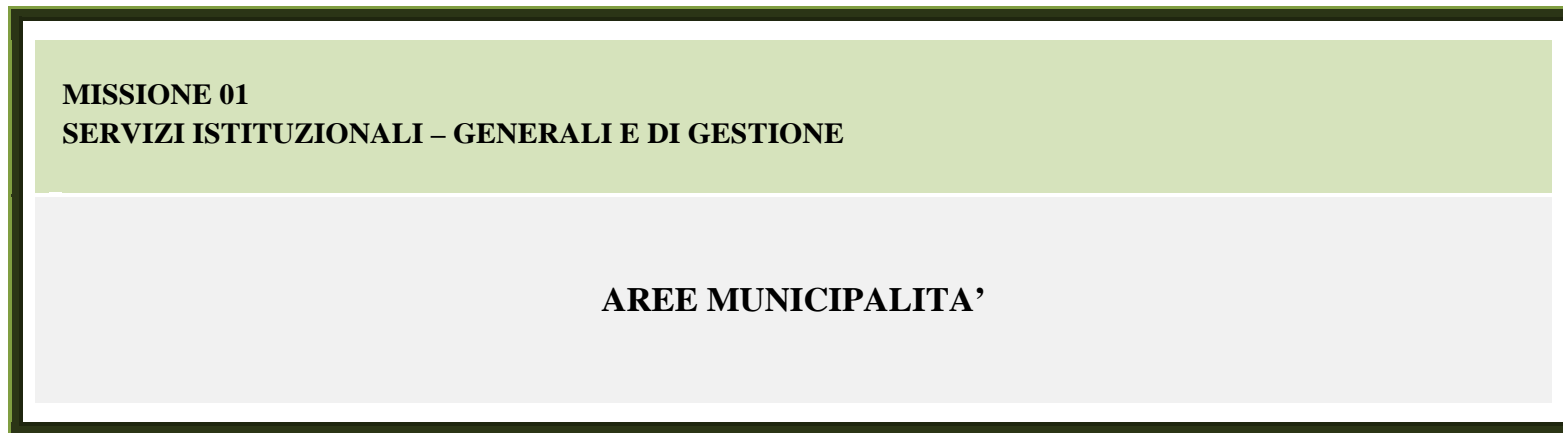 MISSIONE 01
SERVIZI ISTITUZIONALI – GENERALI E DI GESTIONE
AREE MUNICIPALITA’